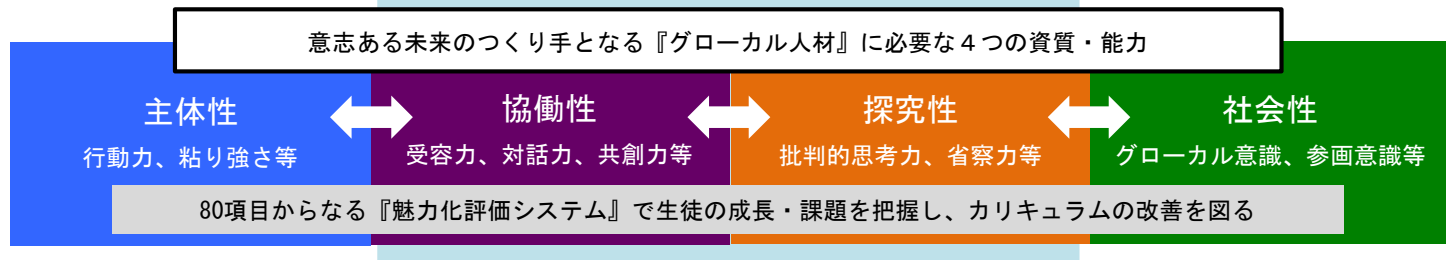 意志ある未来のつくり手となる『グローカル人材』に必要な４つの資質・能力
主体性
行動力、粘り強さ等
協働性
受容力、対話力、共創力等
探究性
批判的思考力、省察力等
社会性
グローカル意識、参画意識等
80項目からなる『魅力化評価システム』で生徒の成長・課題を把握し、カリキュラムの改善を図る